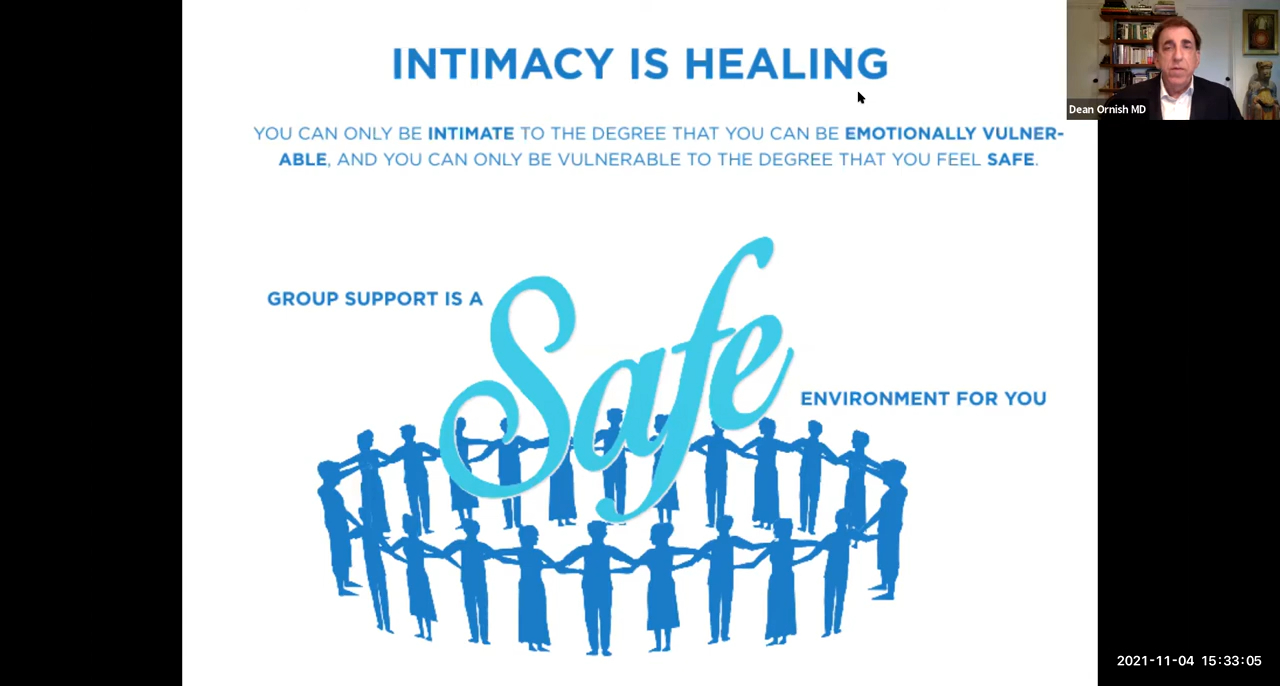 INTIMACY IS HEALING
YOU CAN ONLY BE INTIMATE TO THE DEGREE THAT YOU CAN BE EMOTIONALLY VULNER-
ABLE, AND YOU CAN ONLY BE VULNERABLE TO THE DEGREE THAT YOU FEEL SAFE.
GROUP SUPPORT IS A
Safe
ENVIRONMENT FOR YOU
Dean Ornish MD
2021-11-04 15:33:05